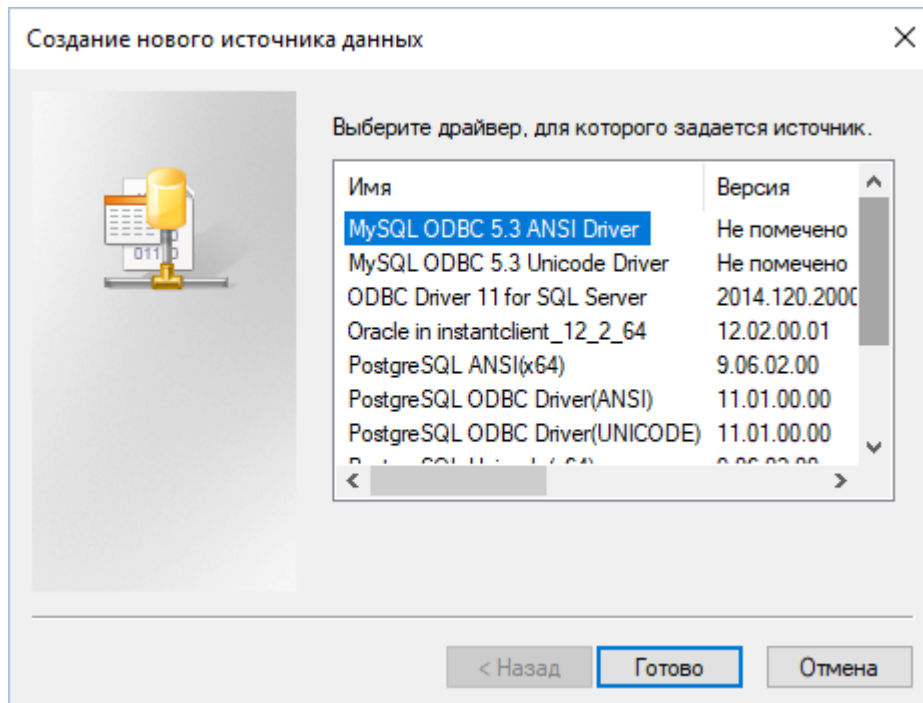 Создание нового источника данных
Выберите драйвер, для которого задается источник.
Имя Версия
MySQL ODBC 5.3 ANSI Driver Не помечено
MySQL ODBC 5.3 Unicode Driver Не помечено
ODBC Driver 11 for SQL Server 2014.120.2000
Oracle in instantclient_12_2_64 12.02.00.01
PostgreSQL ANSI(x64) 9.06.02.00
PostgreSQL ODBC Driver(ANSI) 11.01.00.00
PostgreSQL ODBC Driver(UNICODE) 11.01.00.00
< Назад Готово Отмена